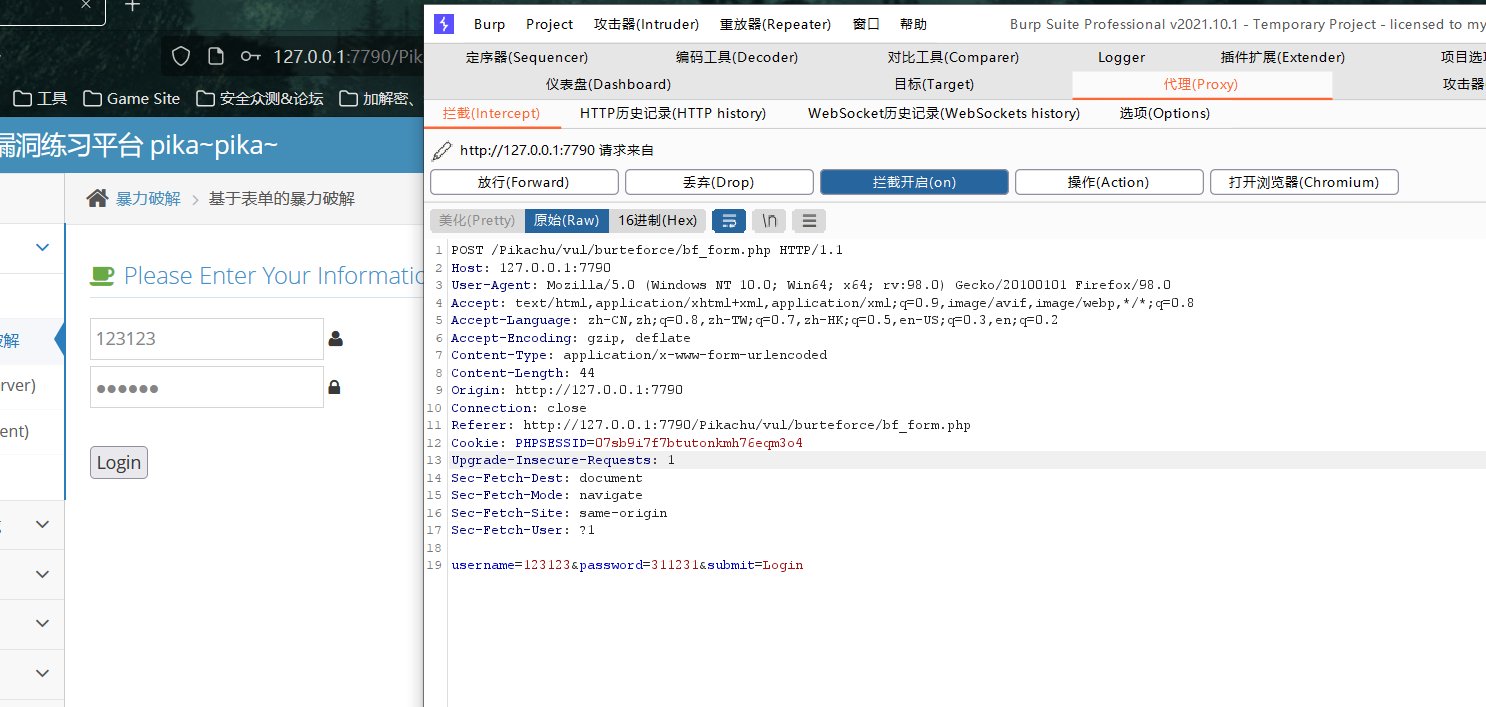 127.0.0.1:7790/Pik
工具 Game Site 安全众测&论坛 加解密、
漏洞练习平台 pika~pika~
暴力破解 > 基于表单的暴力破解
破解
rver)
ent)
Please Enter Your Informatio
123123
●●●●●●
Login
Burp Project 攻击器(Intruder) 重放器(Repeater) 窗口 帮助 Burp Suite Professional v2021.10.1 - Temporary Project - licensed to my
定序器(Sequencer) 编码工具(Decoder) 对比工具(Comparer) Logger 插件扩展(Extender) 项目选项
仪表盘(Dashboard) 目标(Target) 代理(Proxy) 攻击器
拦截(Intercept) HTTP历史记录(HTTP history) WebSocket历史记录(WebSockets history) 选项(Options)
http://127.0.0.1:7790 请求来自
放行(Forward) 丢弃(Drop) 拦截开启(on) 操作(Action) 打开浏览器(Chromium)
美化(Pretty) 原始(Raw) 16进制(Hex) \n
1 POST /Pikachu/vul/burteforce/bf_form.php HTTP/1.1
2 Host: 127.0.0.1:7790
3 User-Agent: Mozilla/5.0 (Windows NT 10.0; Win64; x64; rv:98.0) Gecko/20100101 Firefox/98.0
4 Accept: text/html,application/xhtml+xml,application/xml;q=0.9,image/avif,image/webp,*/*;q=0.8
5 Accept-Language: zh-CN,zh;q=0.8,zh-TW;q=0.7,zh-HK;q=0.5,en-US;q=0.3,en;q=0.2
6 Accept-Encoding: gzip, deflate
7 Content-Type: application/x-www-form-urlencoded
8 Content-Length: 44
9 Origin: http://127.0.0.1:7790
10 Connection: close
11 Referer: http://127.0.0.1:7790/Pikachu/vul/burteforce/bf_form.php
12 Cookie: PHPSESSID=07sb9i7f7btutonkmh76eqm3o4
13 Upgrade-Insecure-Requests: 1
14 Sec-Fetch-Dest: document
15 Sec-Fetch-Mode: navigate
16 Sec-Fetch-Site: same-origin
17 Sec-Fetch-User: ?1
18
19 username=123123&password=311231&submit=Login